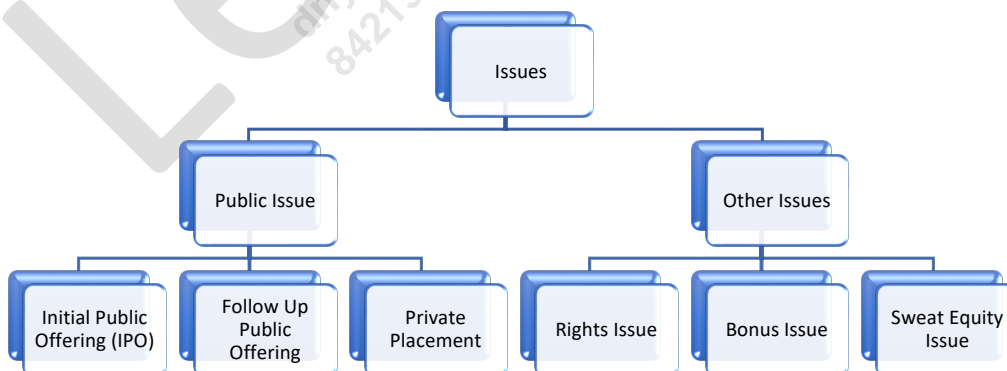 Issues
Public Issue
Other Issues
Initial Public
Offering (IPO)
Follow Up
Public
Offering
Private
Placement
Rights Issue
Bonus Issue
Sweat Equity
Issue